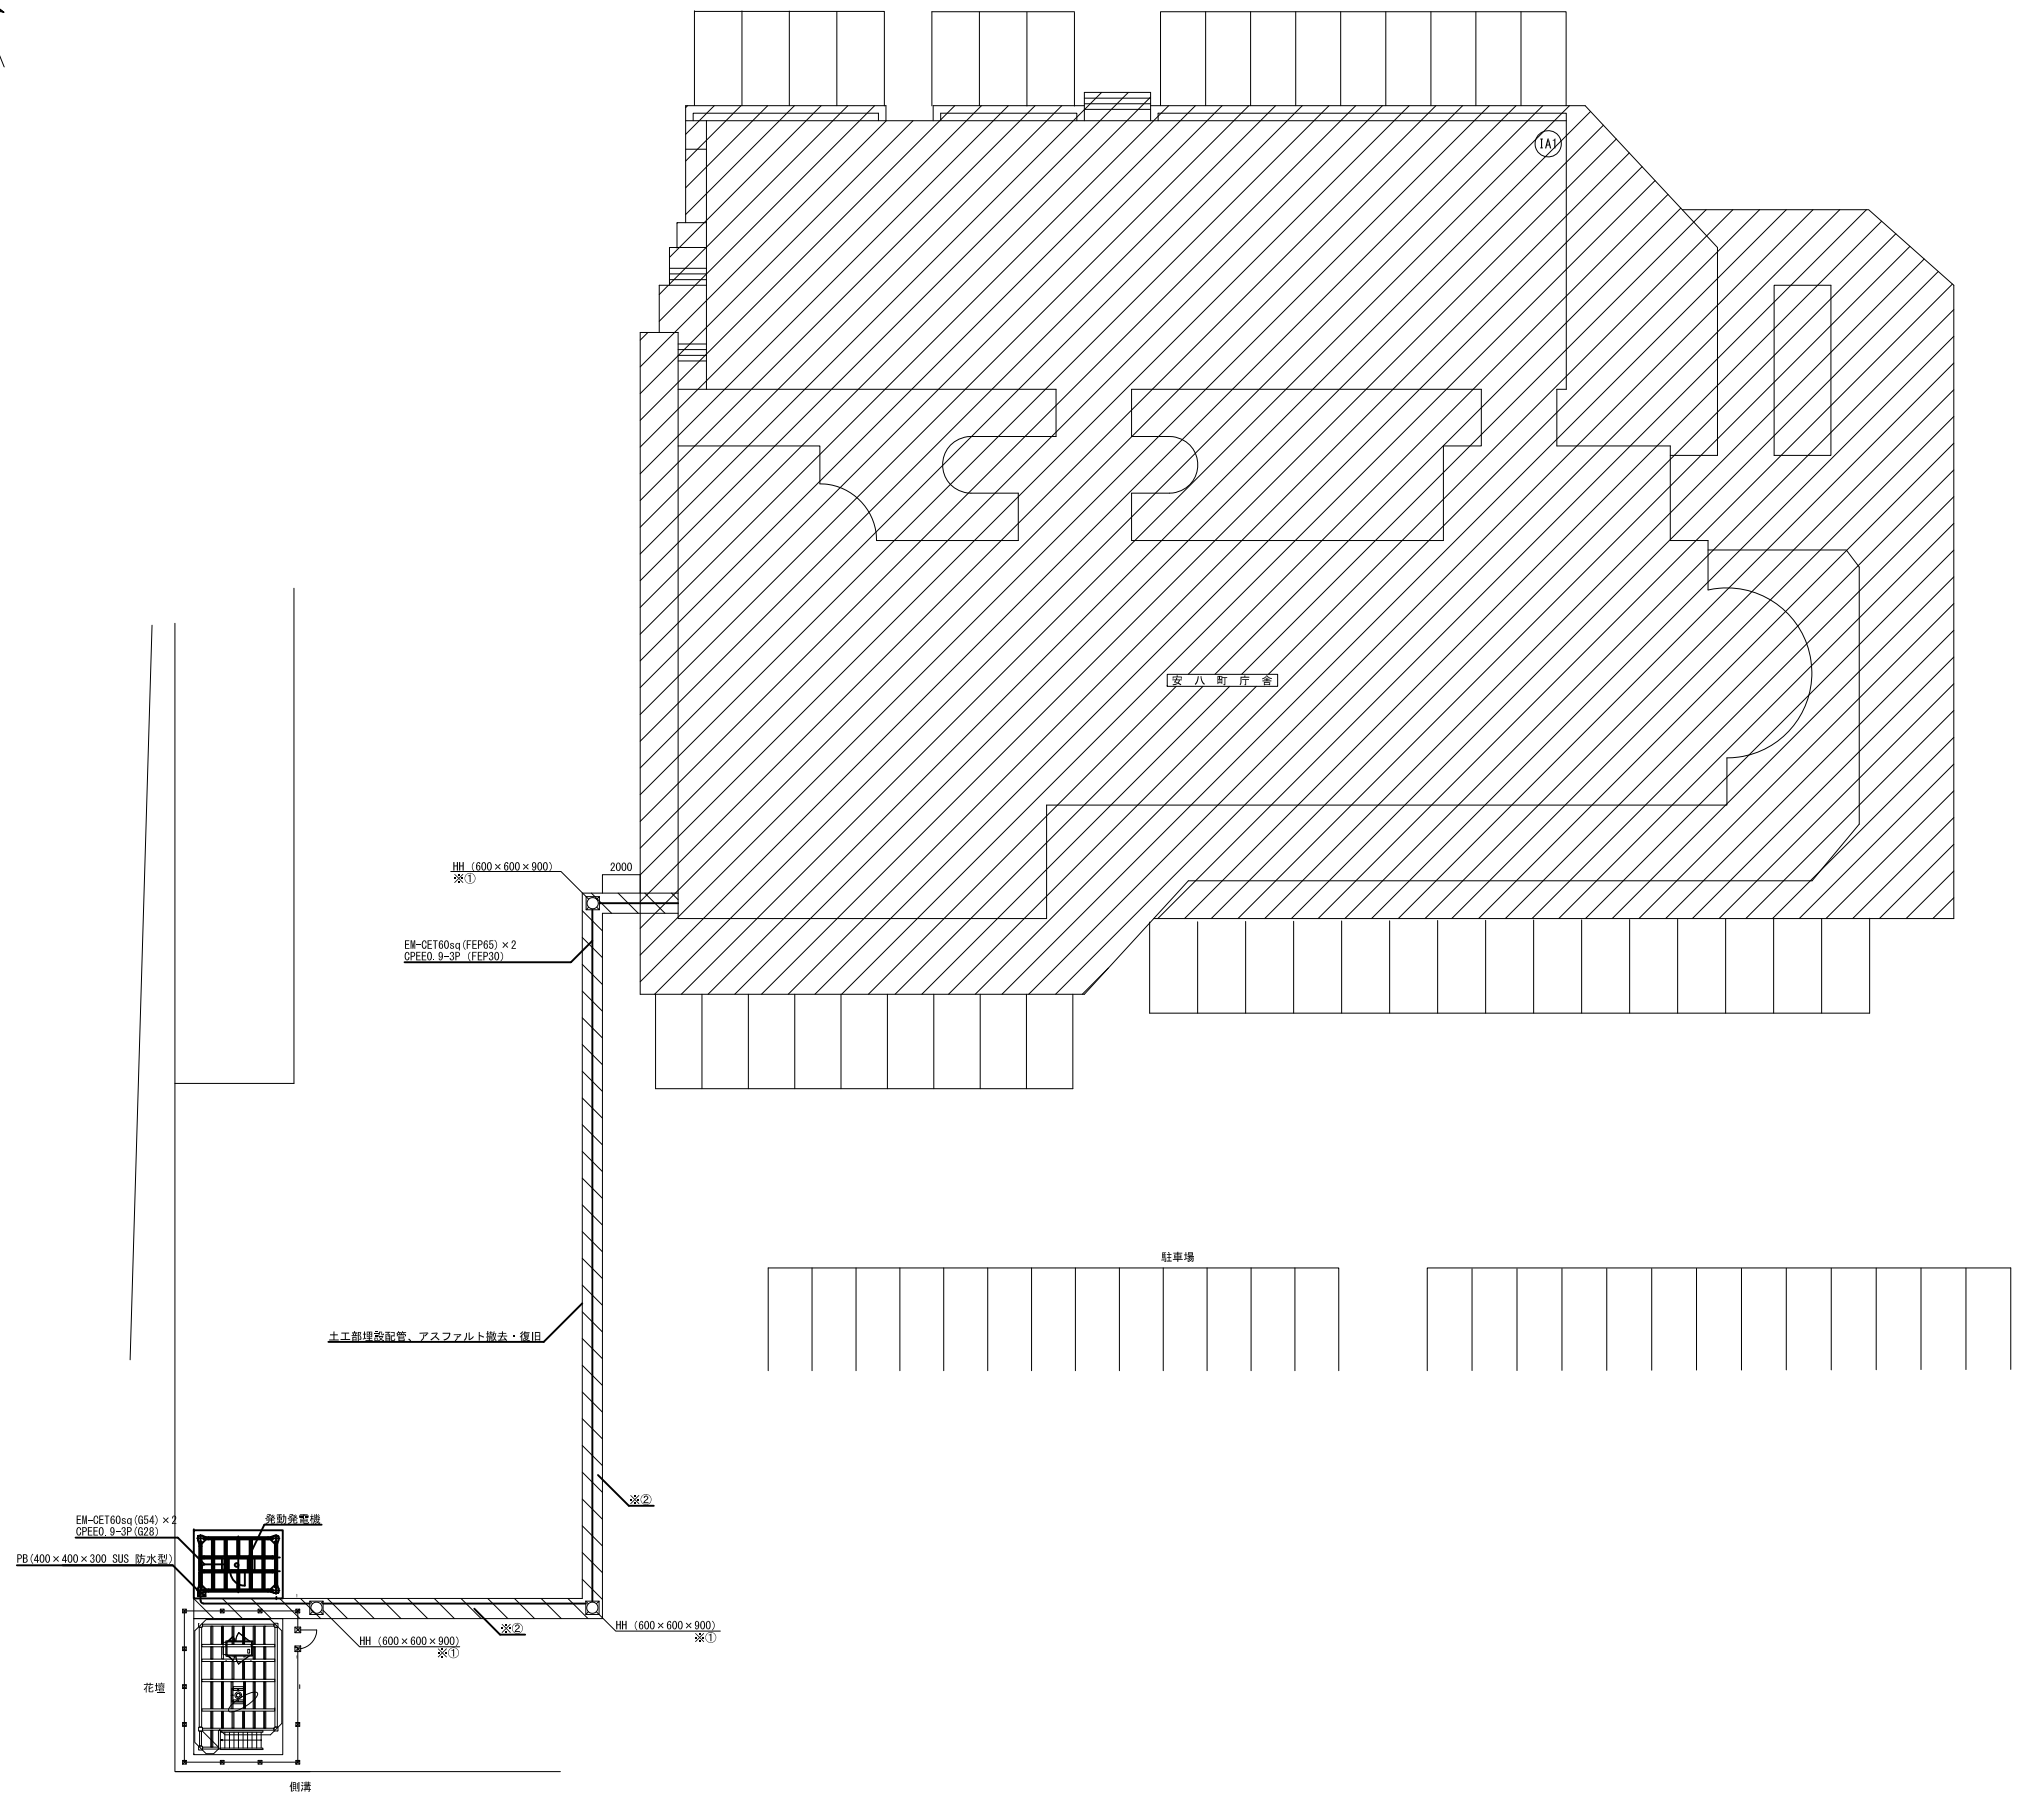 IA1
安八町庁舎
HH (600×600×900)
※①
2000
EM-CET60sq(FEP65)×2
CPEE0.9-3P (FEP30)
駐車場
土工部埋設配管、アスファルト撤去・復旧
※②
EM-CET60sq(G54)×2
CPEE0.9-3P(G28)
発動発電機
PB(400×400×300 SUS 防水型)
HH (600×600×900)
※①
※②
HH (600×600×900)
※①
花壇
側溝